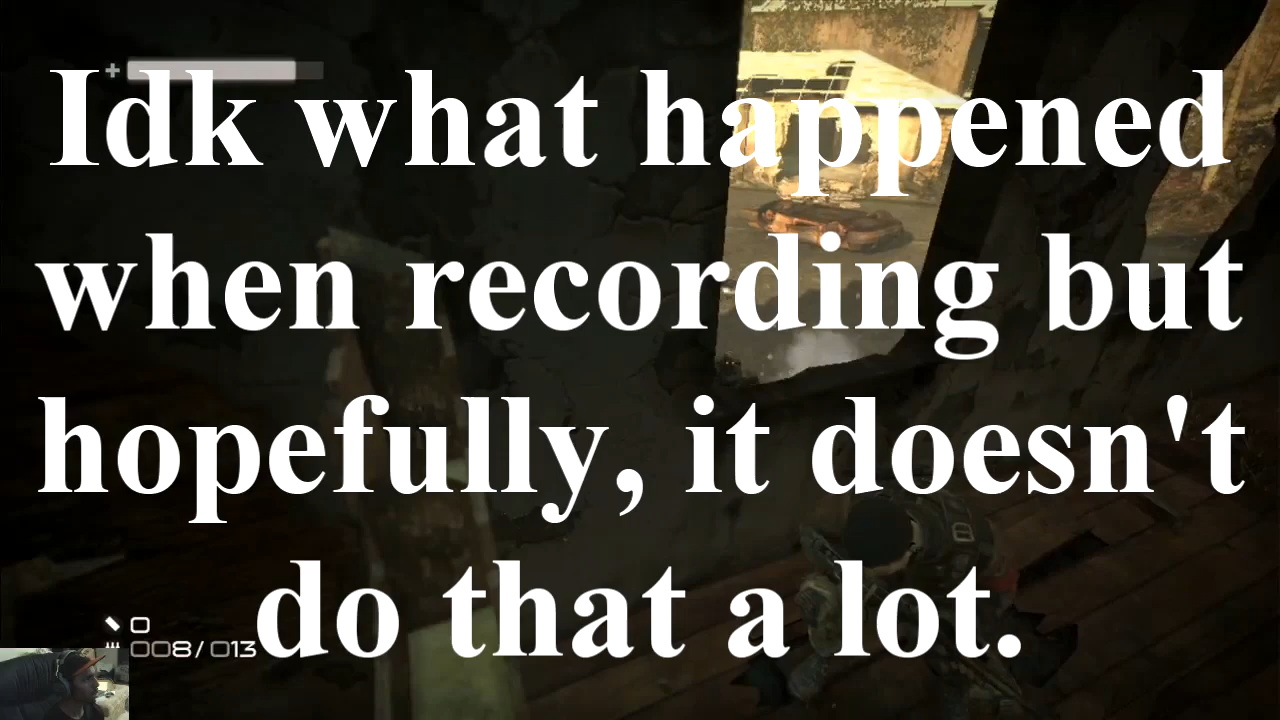 Idk what happened
when recording but
hopefully, it doesn't
do that a lot.
0
008/013